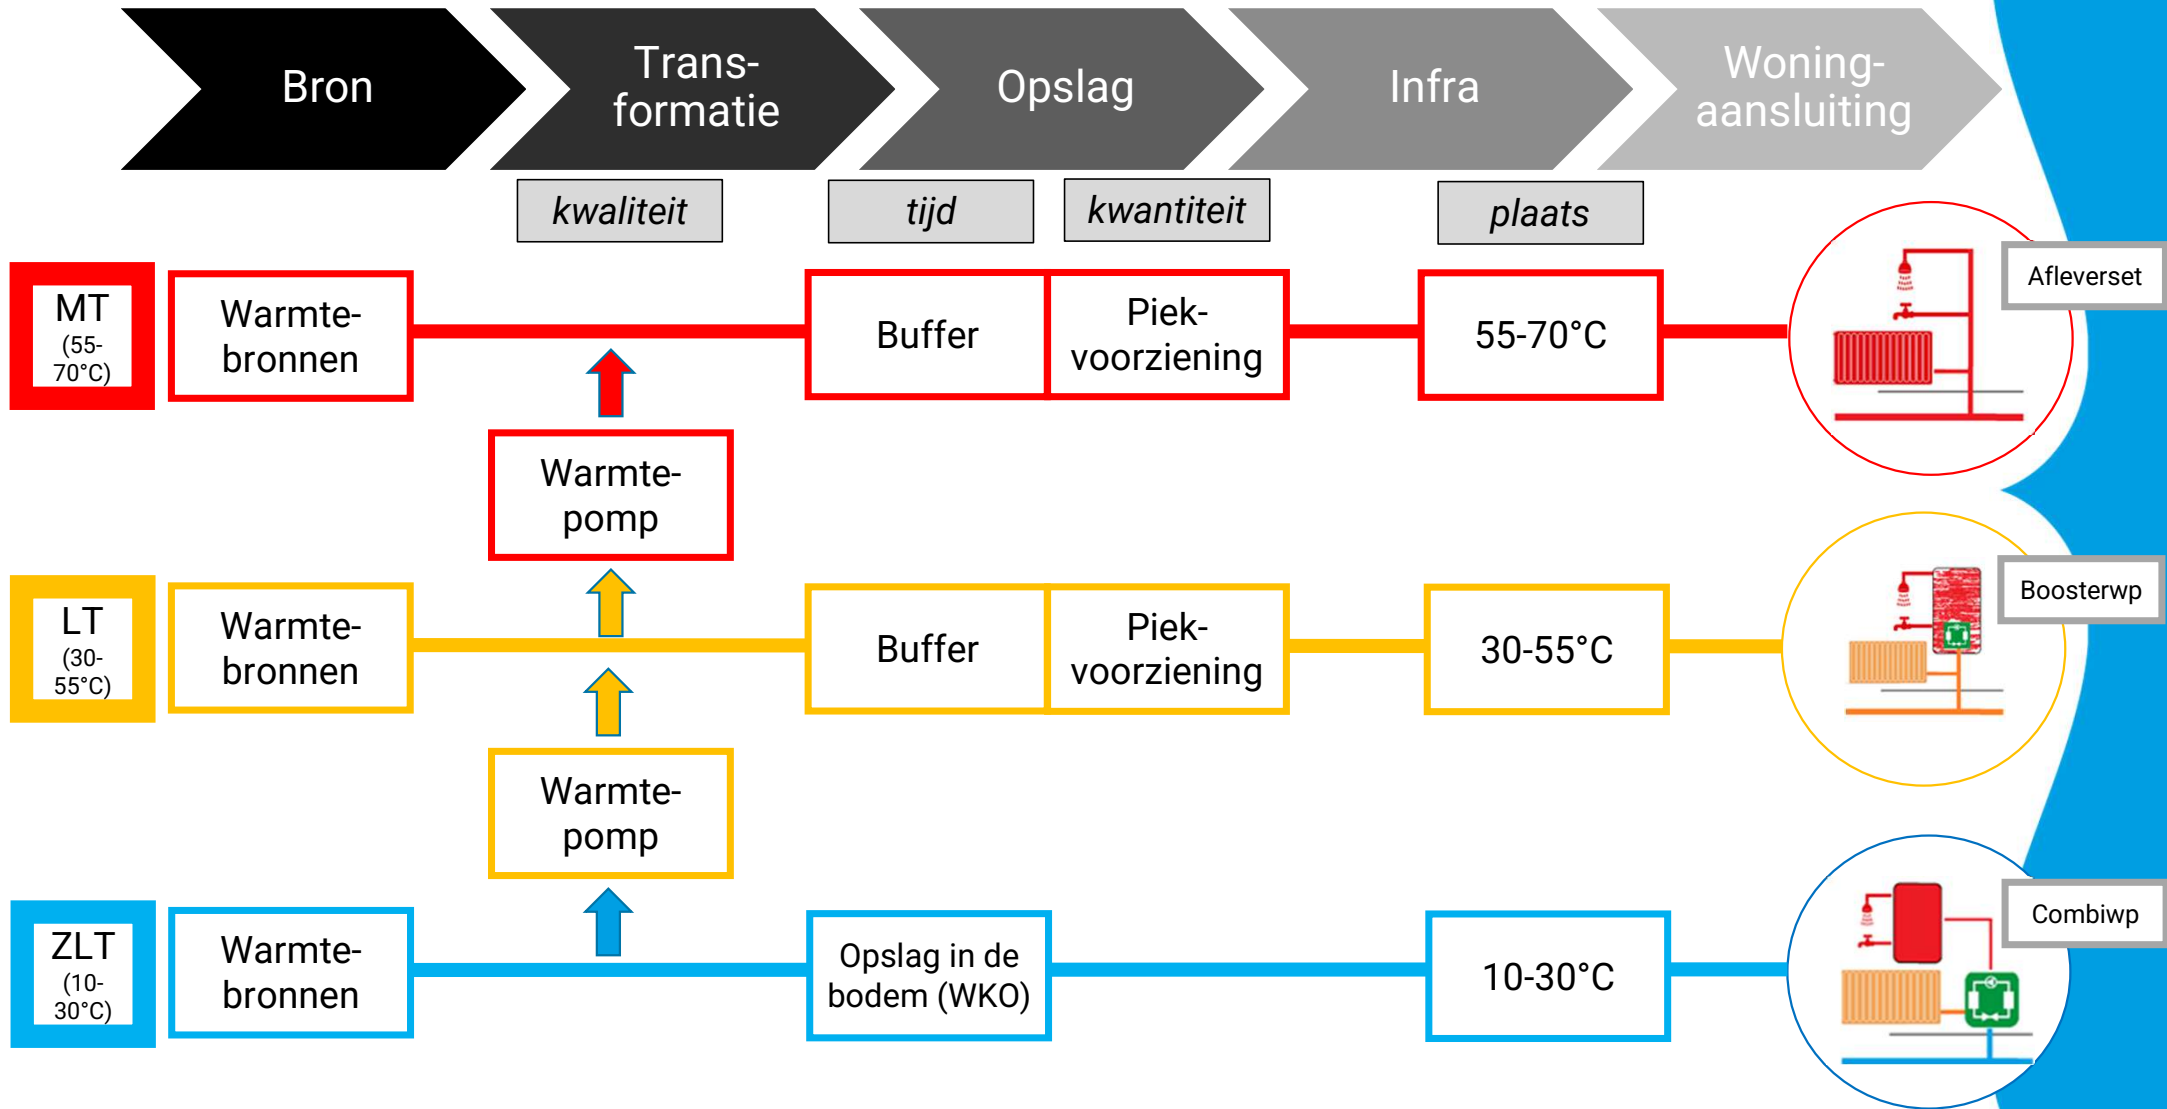 Bron
Trans-
formatie
Opslag
Infra
Woning-
aansluiting
kwaliteit
tijd
kwantiteit
plaats
MT
(55-
70°C)
Warmte-
bronnen
Buffer
Piek-
voorziening
55-70°C
Afleverset
Warmte-
pomp
LT
(30-
55°C)
Warmte-
bronnen
Buffer
Piek-
voorziening
30-55°C
Boosterwp
Warmte-
pomp
ZLT
(10-
30°C)
Warmte-
bronnen
Opslag in de
bodem (WKO)
10-30°C
Combiwp